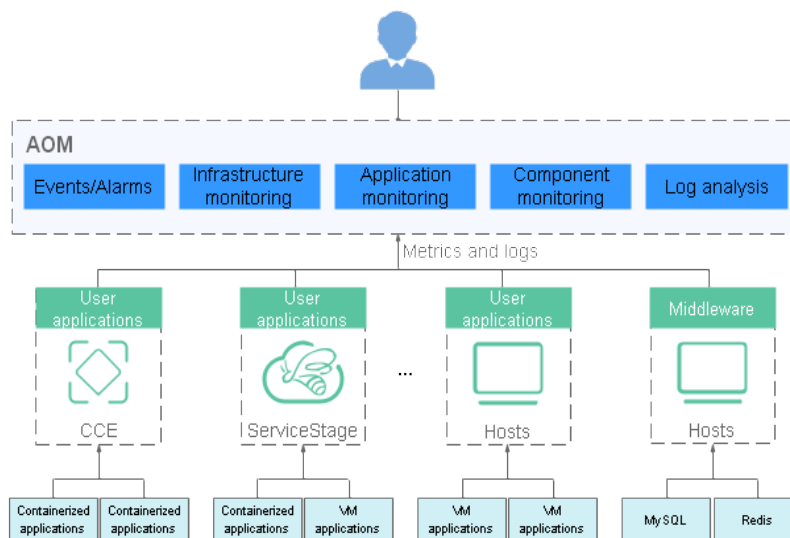 AOM
Events/Alarms
Infrastructure
monitoring
Application
monitoring
Component
monitoring
Log analysis
Metrics and logs
User
applications
User
applications
User
applications
Middleware
...
CCE
ServiceStage
Hosts
Hosts
Containerized
applications
Containerized
applications
Containerized
applications
VM
applications
VM
applications
VM
applications
MySQL
Redis